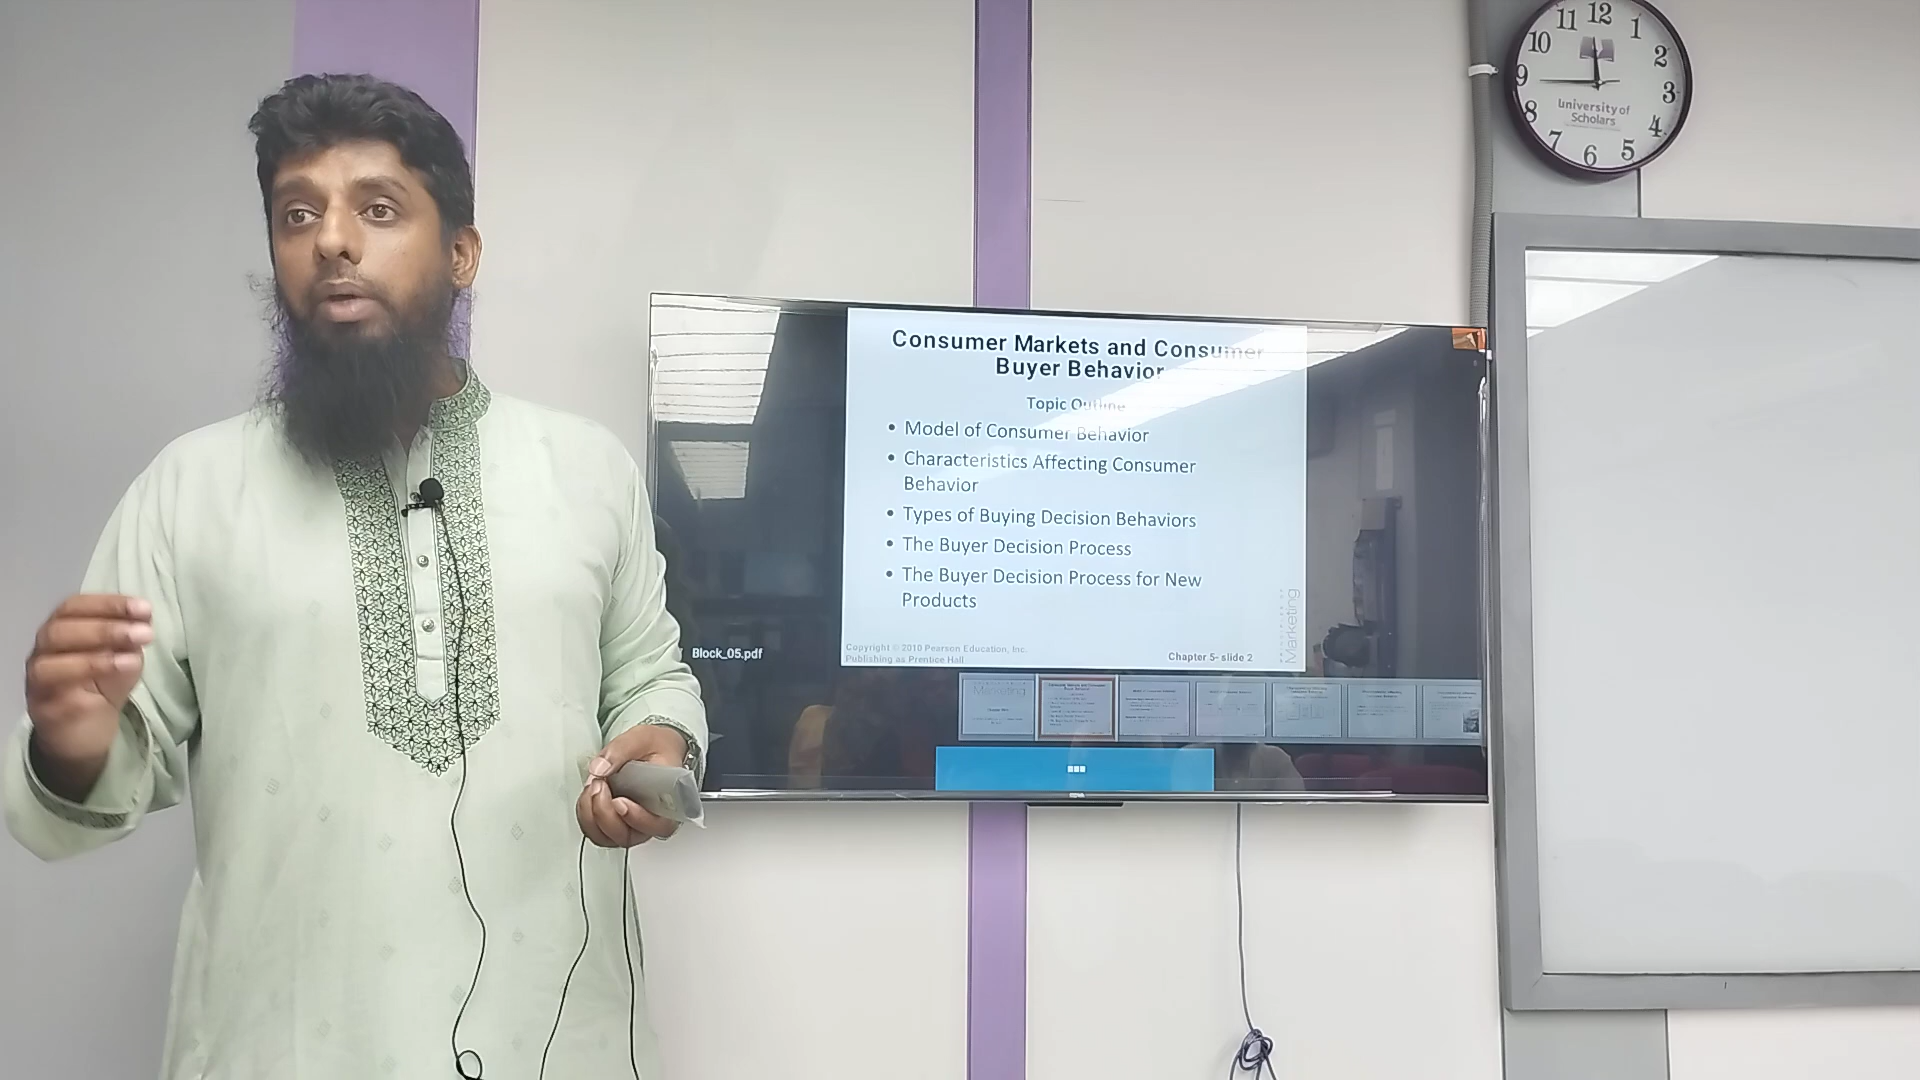 11 12 1
10 2
9 3
8 4
7 6 5
University of
Scholars
Consumer Markets and Consumer
Buyer Behavior
Topic Outline
• Model of Consumer Behavior
• Characteristics Affecting Consumer
Behavior
• Types of Buying Decision Behaviors
• The Buyer Decision Process
• The Buyer Decision Process for New
Products
Marketing
Copyright © 2010 Pearson Education, Inc.
Publishing as Prentice Hall
Chapter 5- slide 2
Block_05.pdf
Marketing